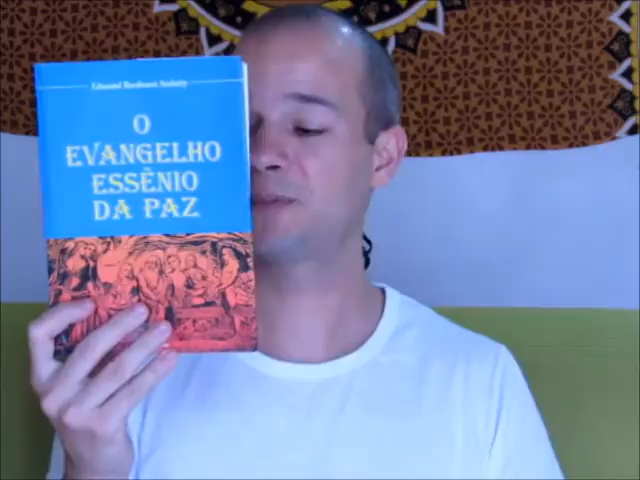 Edmond Bordeaux Szekely
O
EVANGELHO
ESSÊNIO
DA PAZ